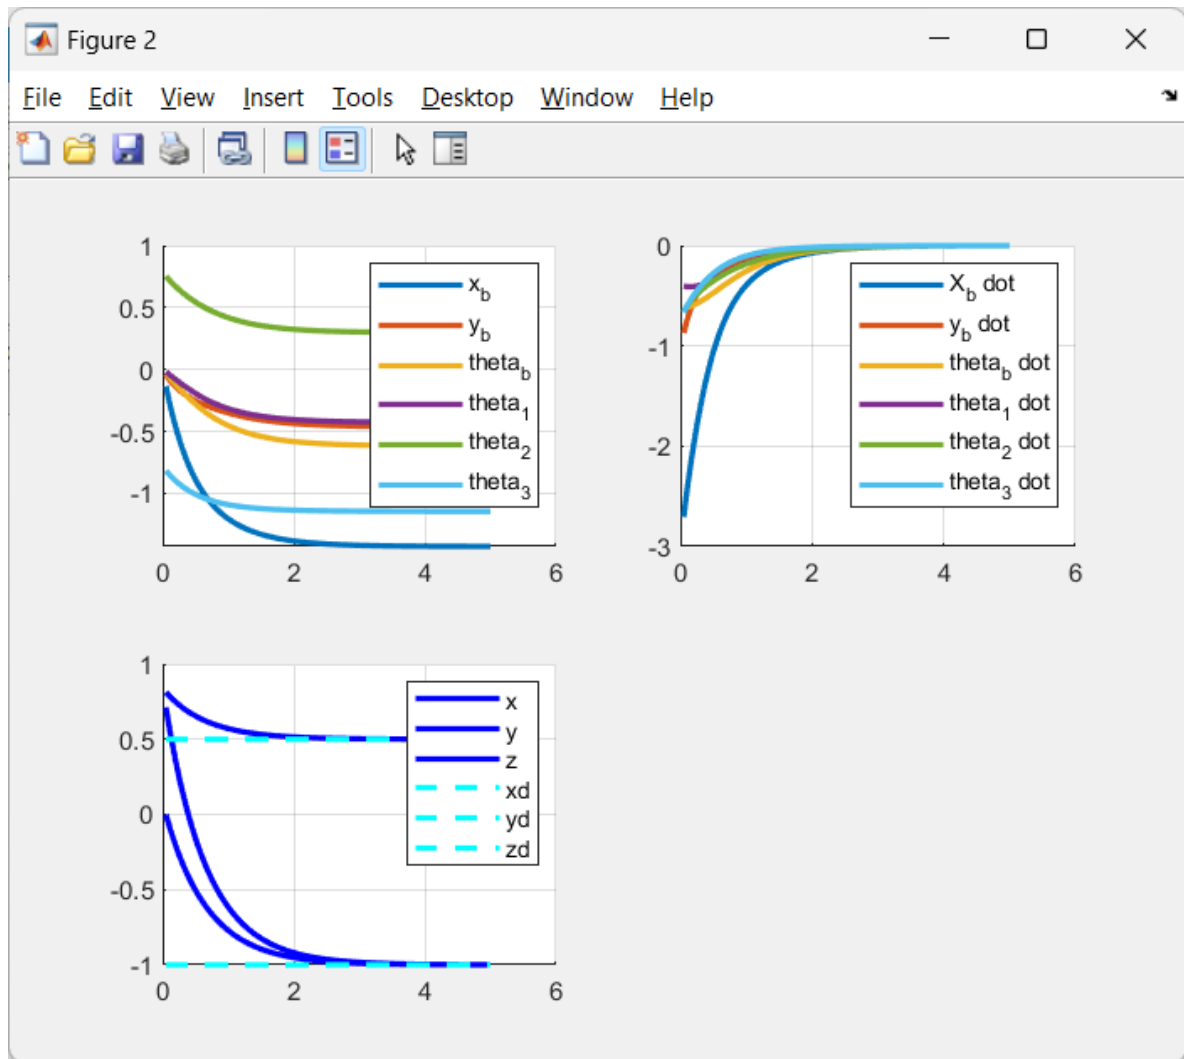 Figure 2
File Edit View Insert Tools Desktop Window Help
1
0.5
0
-0.5
-1
0 2 4 6
x_b
y_b
theta_b
theta_1
theta_2
theta_3
0
-1
-2
-3
0 2 4 6
X_b dot
y_b dot
theta_b dot
theta_1 dot
theta_2 dot
theta_3 dot
1
0.5
0
-0.5
-1
0 2 4 6
x
y
z
xd
yd
zd